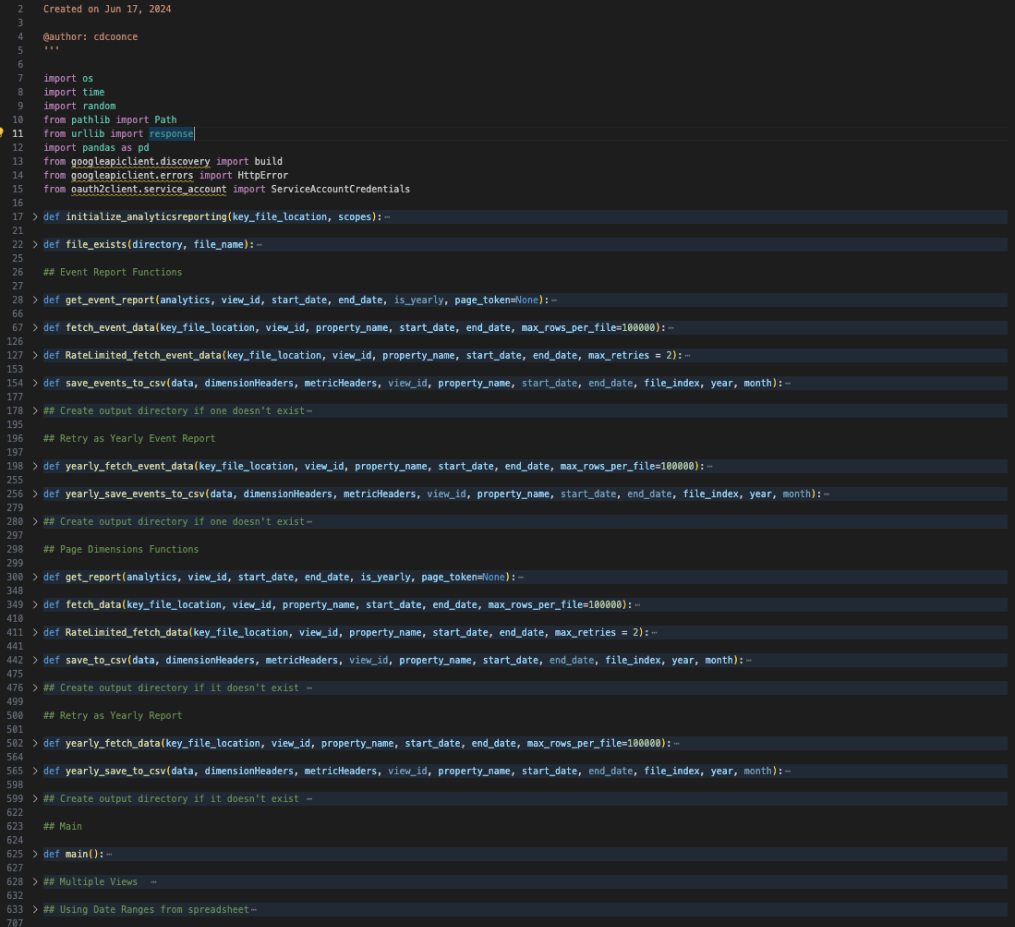 2 Created on Jun 17, 2024
3
4 @author: cdcoonce
5 '''
6
7 import os
8 import time
9 import random
10 from pathlib import Path
11 from urllib import response
12 import pandas as pd
13 from googleapiclient.discovery import build
14 from googleapiclient.errors import HttpError
15 from oauth2client.service_account import ServiceAccountCredentials
16
17 > def initialize_analyticsreporting(key_file_location, scopes):⋯
21
22 > def file_exists(directory, file_name):⋯
25
26 ## Event Report Functions
27
28 > def get_event_report(analytics, view_id, start_date, end_date, is_yearly, page_token=None):⋯
66
67 > def fetch_event_data(key_file_location, view_id, property_name, start_date, end_date, max_rows_per_file=100000):⋯
126
127 > def RateLimited_fetch_event_data(key_file_location, view_id, property_name, start_date, end_date, max_retries = 2):⋯
153
154 > def save_events_to_csv(data, dimensionHeaders, metricHeaders, view_id, property_name, start_date, end_date, file_index, year, month):⋯
177
178 > ## Create output directory if one doesn't exist⋯
195
196 ## Retry as Yearly Event Report
197
198 > def yearly_fetch_event_data(key_file_location, view_id, property_name, start_date, end_date, max_rows_per_file=100000):⋯
255
256 > def yearly_save_events_to_csv(data, dimensionHeaders, metricHeaders, view_id, property_name, start_date, end_date, file_index, year, month):⋯
279
280 > ## Create output directory if one doesn't exist⋯
297
298 ## Page Dimensions Functions
299
300 > def get_report(analytics, view_id, start_date, end_date, is_yearly, page_token=None):⋯
348
349 > def fetch_data(key_file_location, view_id, property_name, start_date, end_date, max_rows_per_file=100000):⋯
410
411 > def RateLimited_fetch_data(key_file_location, view_id, property_name, start_date, end_date, max_retries = 2):⋯
441
442 > def save_to_csv(data, dimensionHeaders, metricHeaders, view_id, property_name, start_date, end_date, file_index, year, month):⋯
475
476 > ## Create output directory if it doesn't exist ⋯
499
500 ## Retry as Yearly Report
501
502 > def yearly_fetch_data(key_file_location, view_id, property_name, start_date, end_date, max_rows_per_file=100000):⋯
564
565 > def yearly_save_to_csv(data, dimensionHeaders, metricHeaders, view_id, property_name, start_date, end_date, file_index, year, month):⋯
598
599 > ## Create output directory if it doesn't exist ⋯
622
623 ## Main
624
625 > def main():⋯
627
628 > ## Multiple Views ⋯
632
633 > ## Using Date Ranges from spreadsheet⋯
707